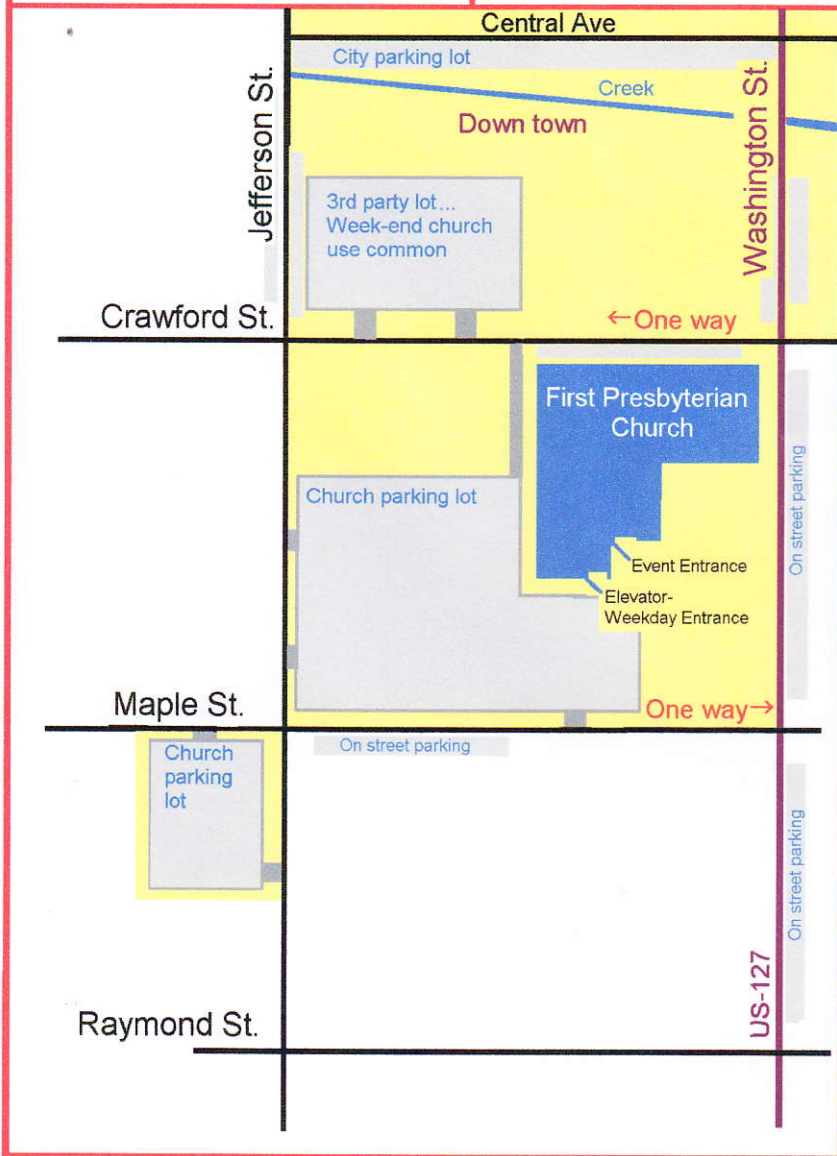 Central Ave
City parking lot
Creek
Down town
Jefferson St.
Washington St.
3rd party lot...
Week-end church
use common
Crawford St.
←One way
First Presbyterian
Church
Church parking lot
On street parking
Event Entrance
Elevator-
Weekday Entrance
Maple St.
One way→
On street parking
Church
parking
lot
On street parking
US-127
Raymond St.